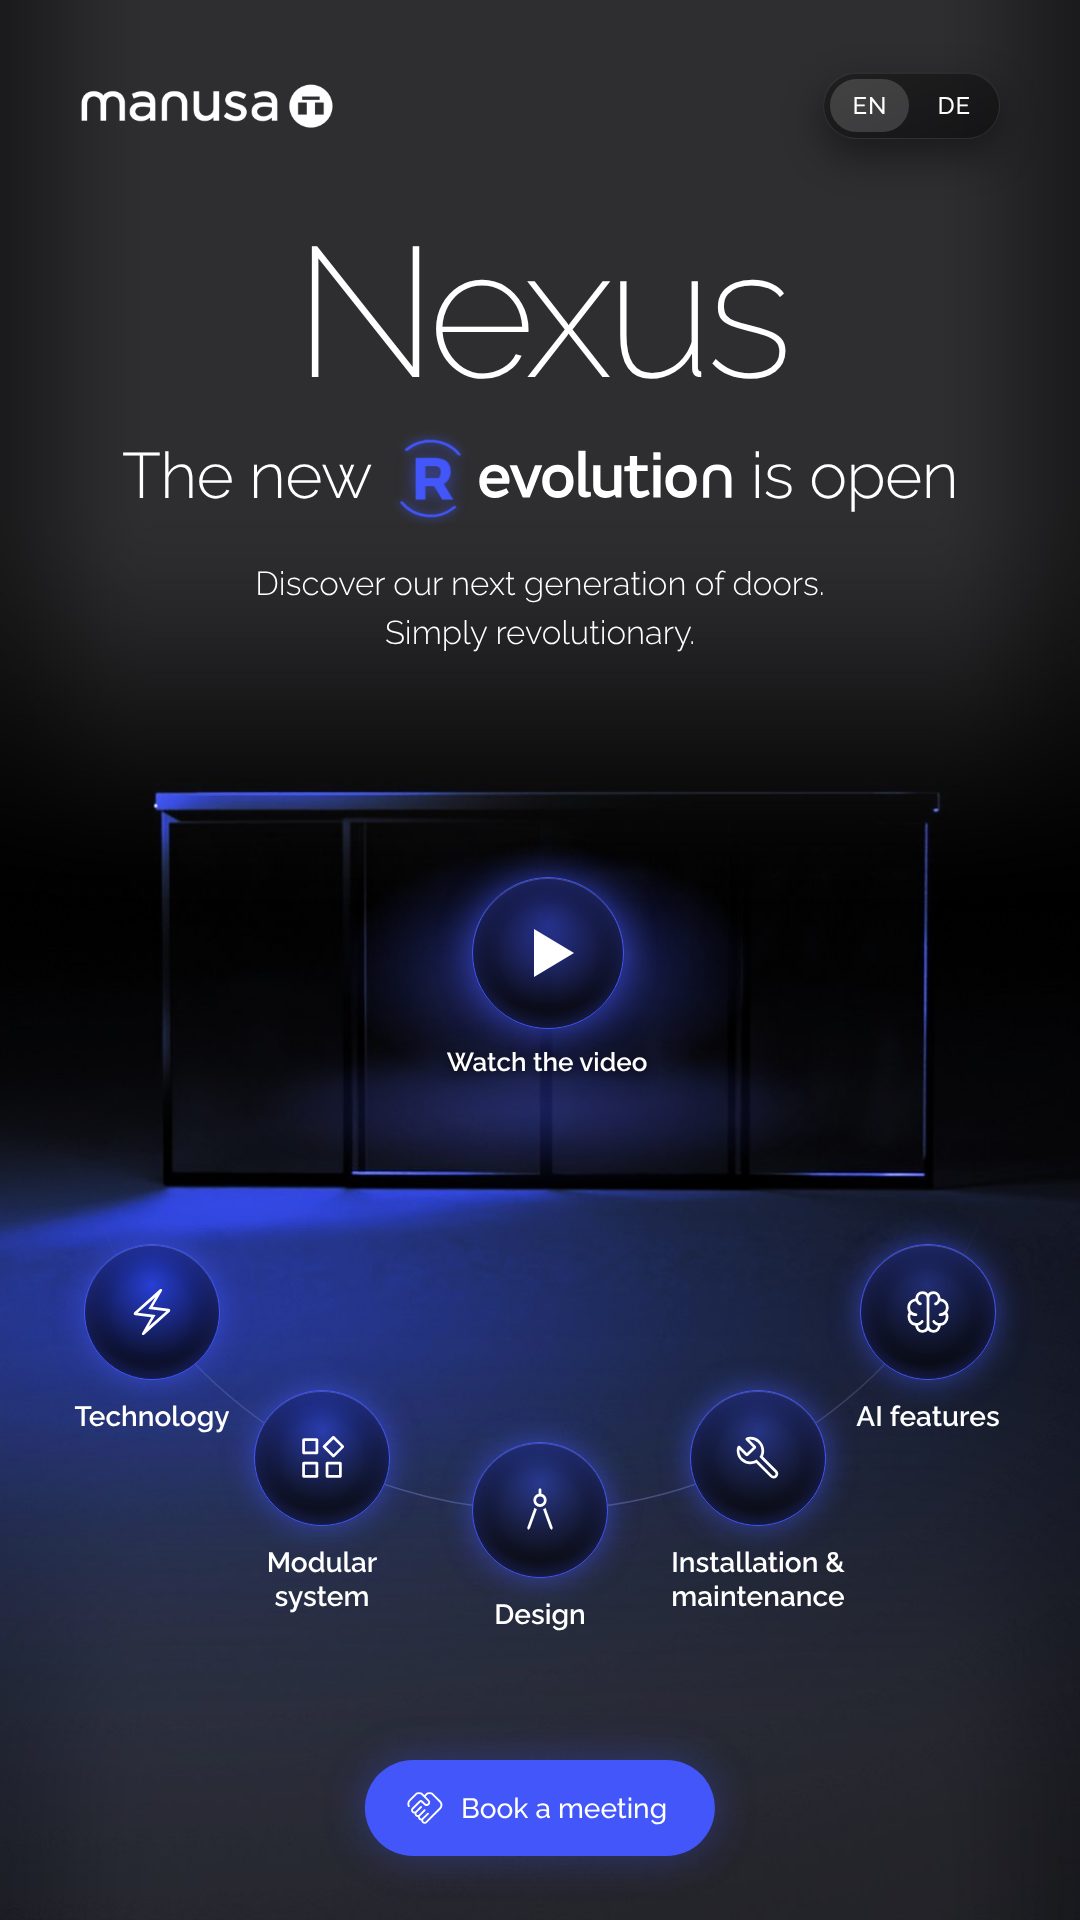 manusa
EN DE
Nexus
The new Revolution is open
Discover our next generation of doors.
Simply revolutionary.
Watch the video
Technology
AI features
Modular
system
Installation &
maintenance
Design
Book a meeting